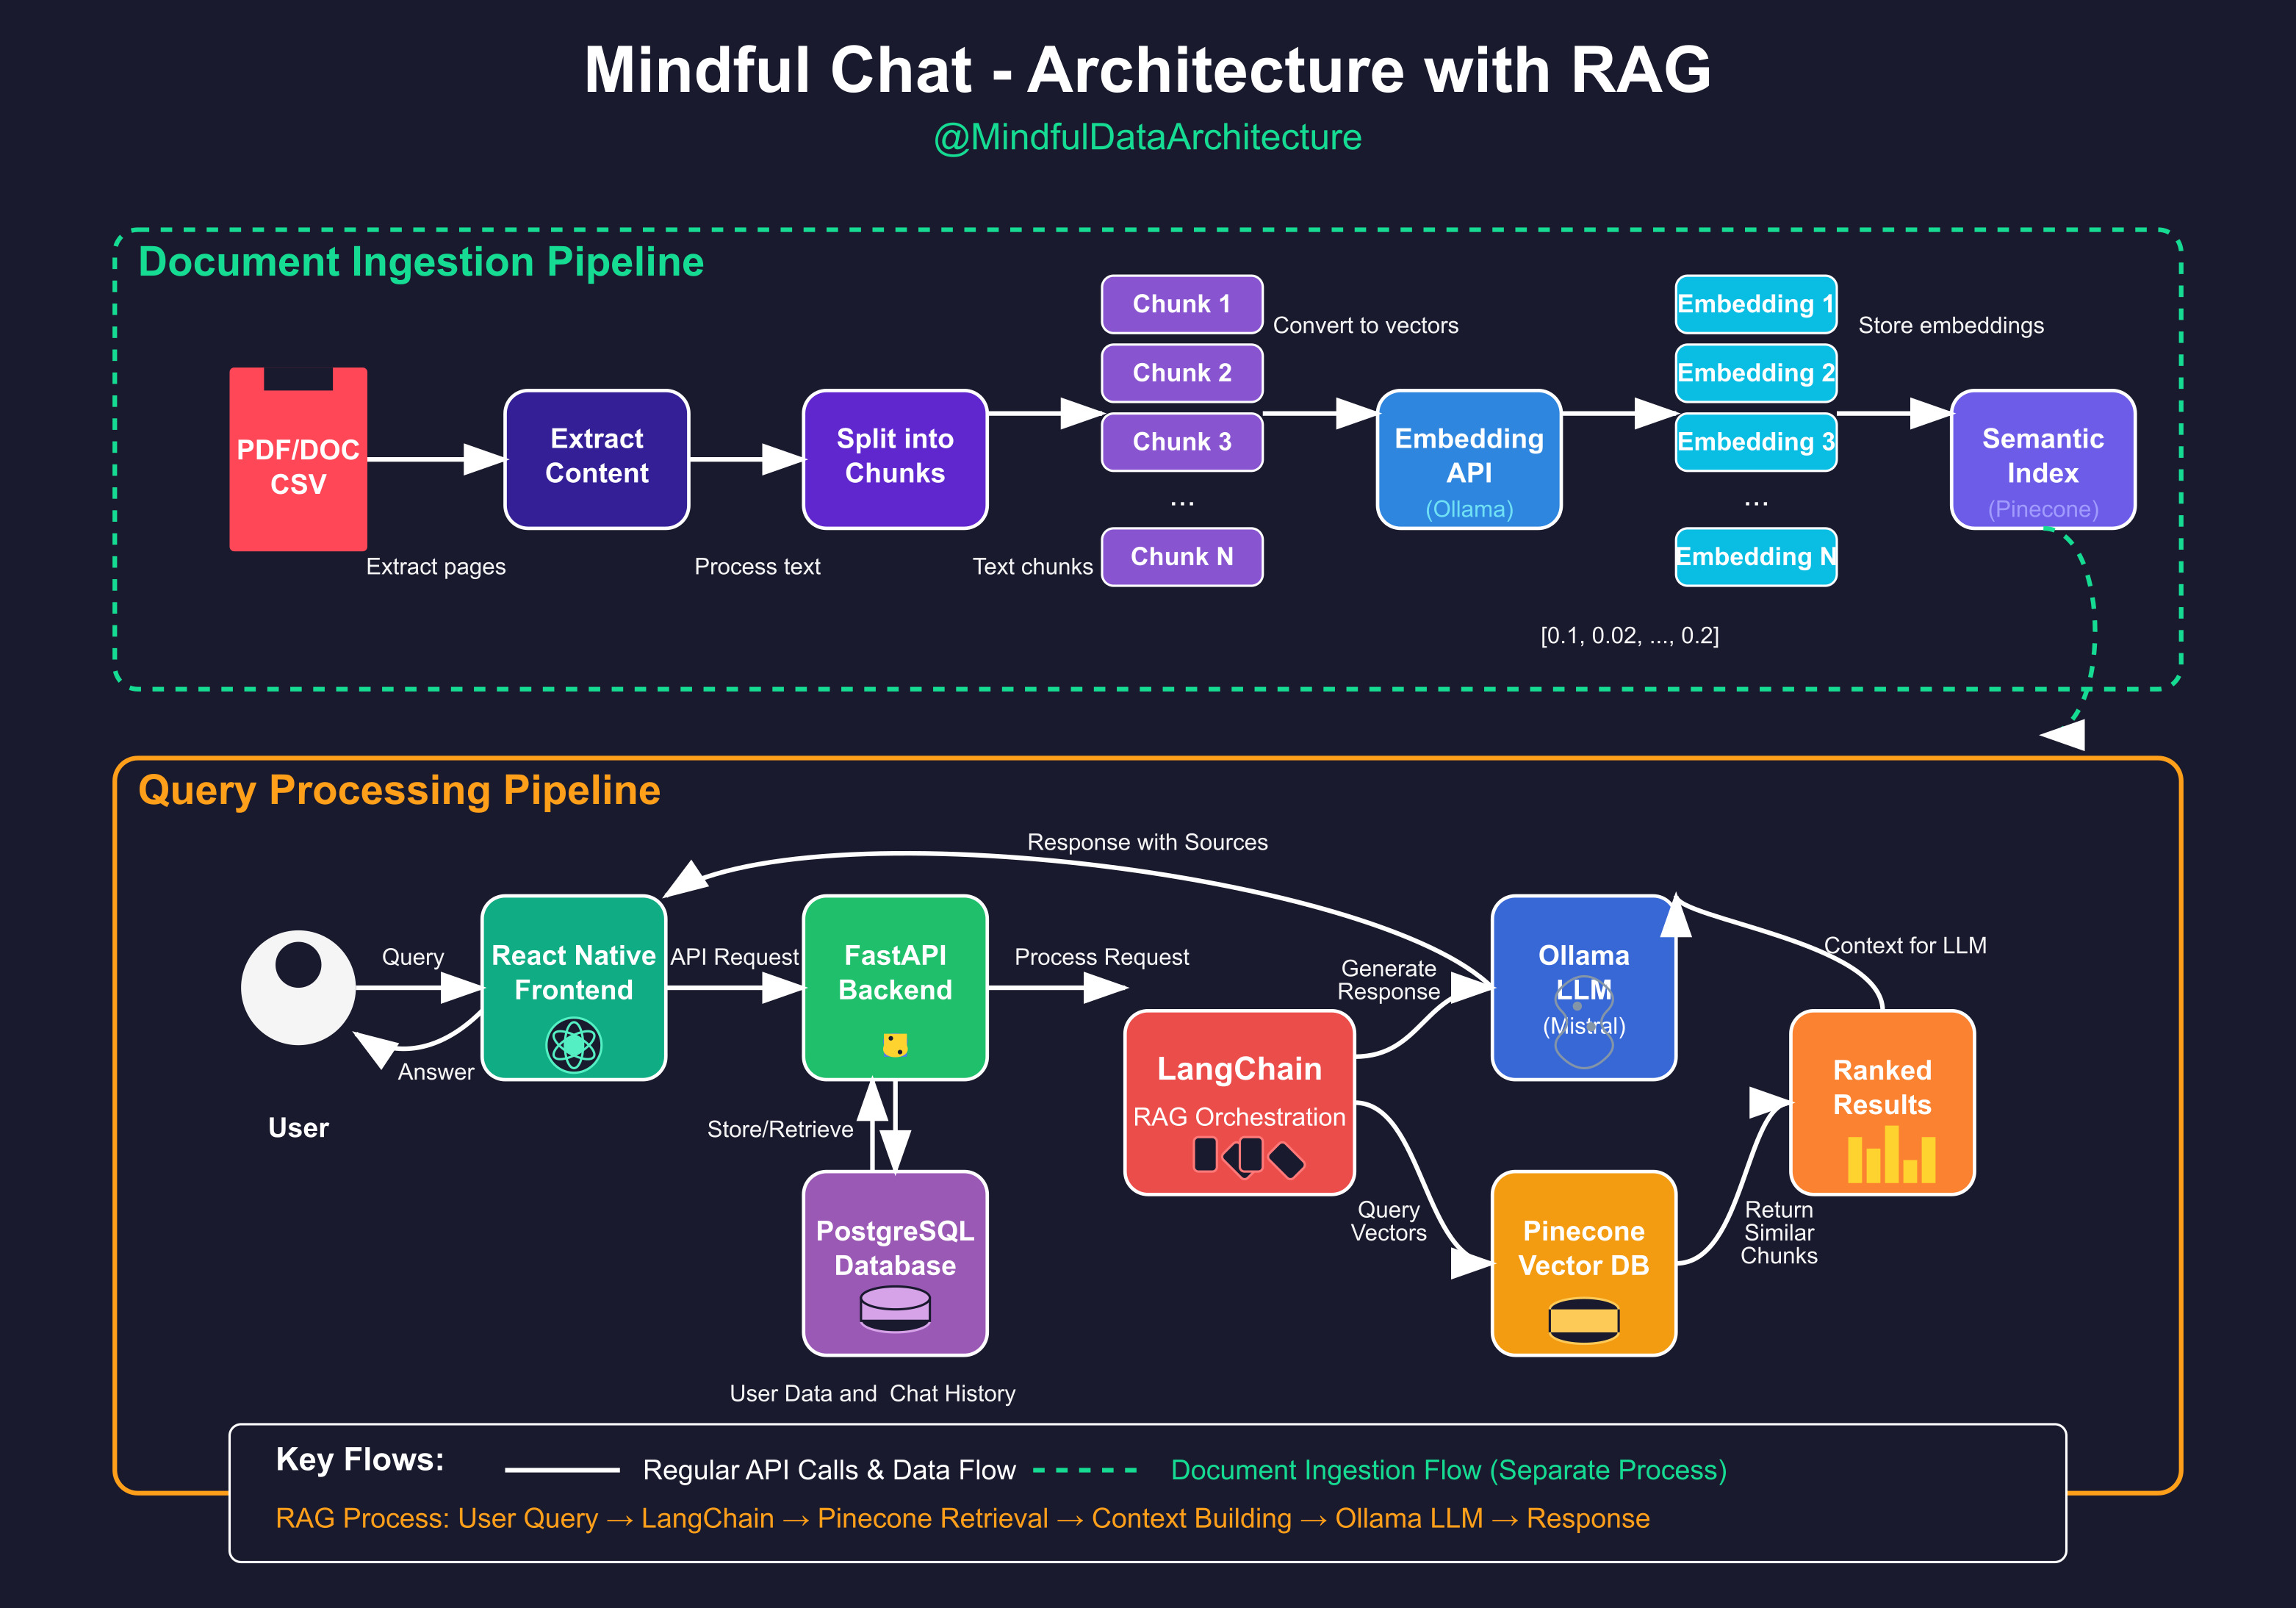 Mindful Chat - Architecture with RAG
@MindfulDataArchitecture
Document Ingestion Pipeline
PDF/DOC
CSV
Extract pages
Extract
Content
Process text
Split into
Chunks
Text chunks
Chunk 1
Chunk 2
Chunk 3
...
Chunk N
Convert to vectors
Embedding
API
(Ollama)
[0.1, 0.02, ..., 0.2]
Embedding 1
Embedding 2
Embedding 3
...
Embedding N
Store embeddings
Semantic
Index
(Pinecone)
Query Processing Pipeline
Response with Sources
User
Query
Answer
React Native
Frontend
API Request
FastAPI
Backend
Process Request
Store/Retrieve
PostgreSQL
Database
User Data and  Chat History
LangChain
RAG Orchestration
Generate
Response
Query
Vectors
Ollama
LLM
(Mistral)
Pinecone
Vector DB
Return
Similar
Chunks
Ranked
Results
Context for LLM
Key Flows:
Regular API Calls & Data Flow
Document Ingestion Flow (Separate Process)
RAG Process: User Query → LangChain → Pinecone Retrieval → Context Building → Ollama LLM → Response